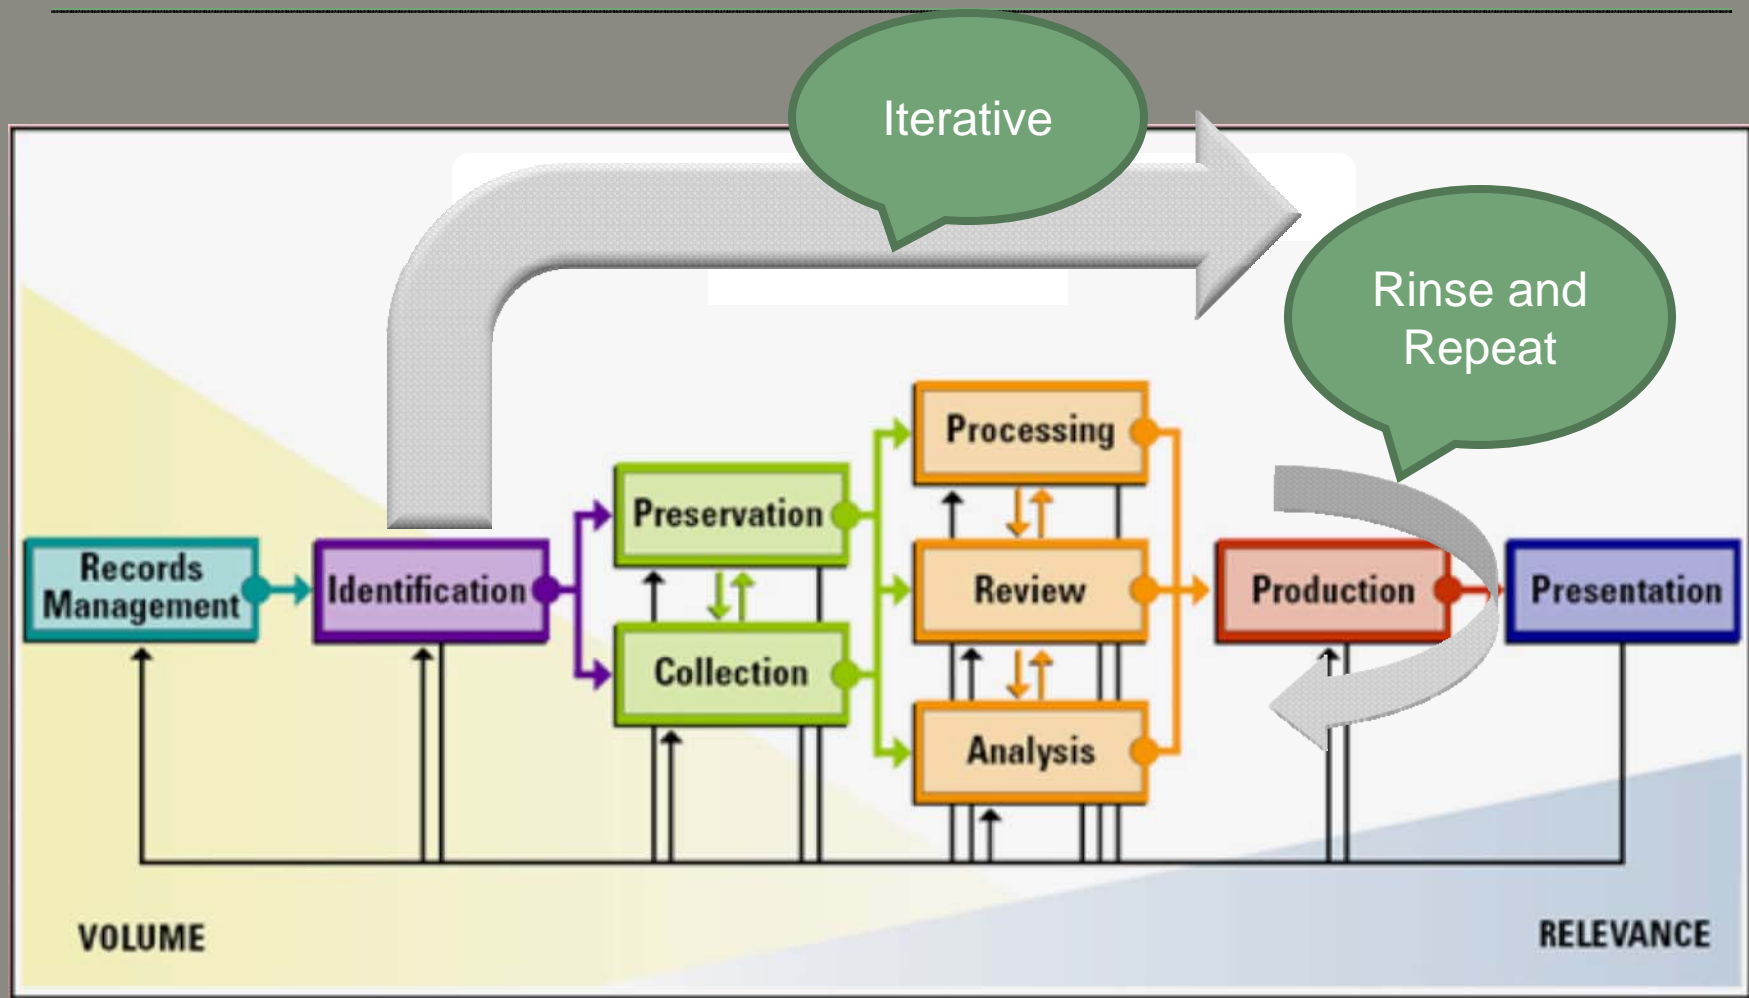 Iterative
Rinse and
Repeat
Processing
Preservation
Records
Management
Identification
Review
Production
Presentation
Collection
Analysis
VOLUME
RELEVANCE